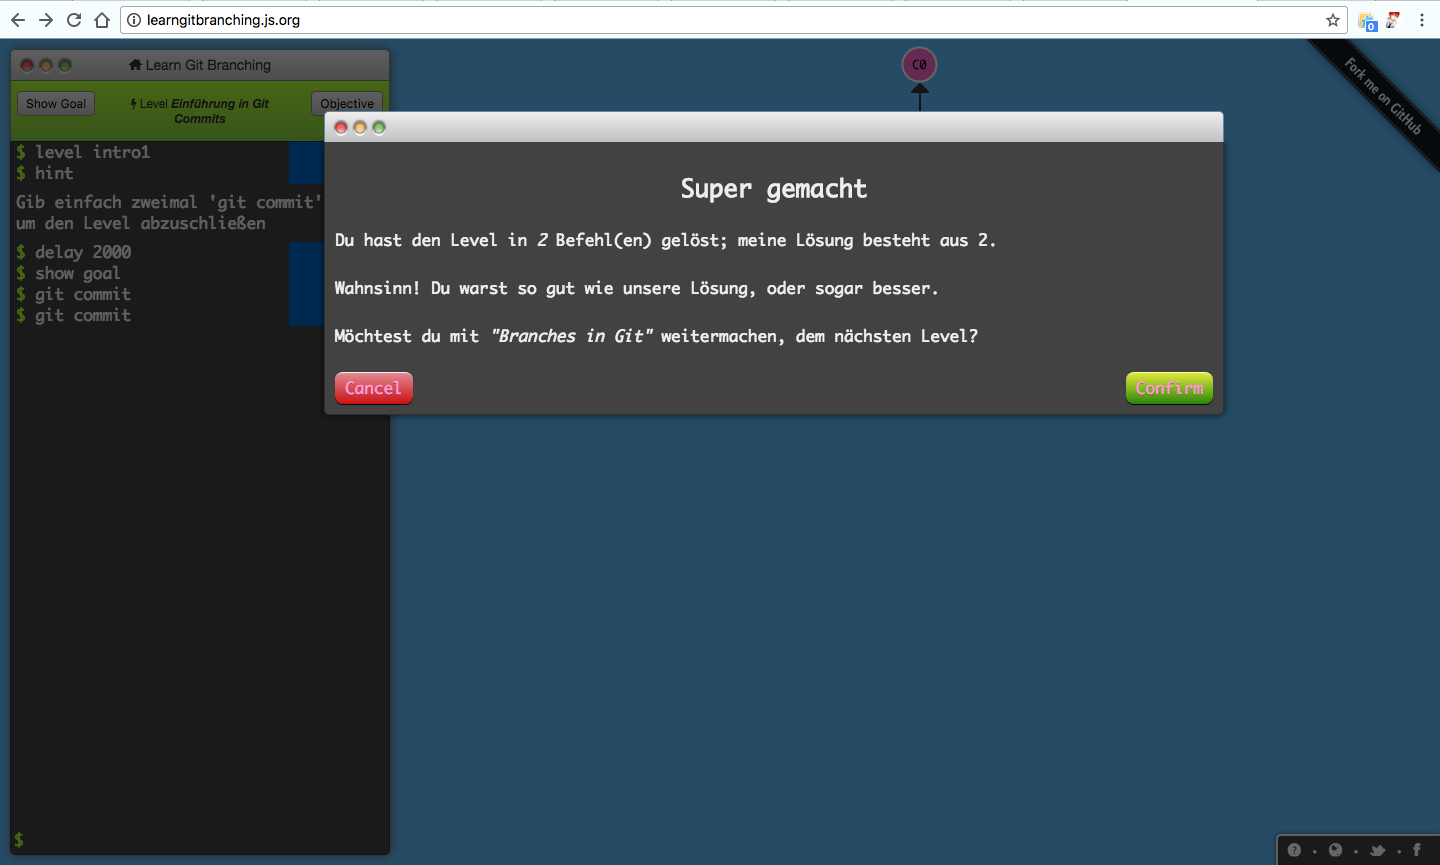 learngitbranching.js.org
0
Learn Git Branching
Show Goal
Level Einführung in Git
Commits
Objective
$ level intro1
$ hint
Gib einfach zweimal 'git commit'
um den Level abzuschließen
$ delay 2000
$ show goal
$ git commit
$ git commit
$
C0
Fork me on GitHub
Super gemacht
Du hast den Level in 2 Befehl(en) gelöst; meine Lösung besteht aus 2.
Wahnsinn! Du warst so gut wie unsere Lösung, oder sogar besser.
Möchtest du mit "Branches in Git" weitermachen, dem nächsten Level?
Cancel
Confirm